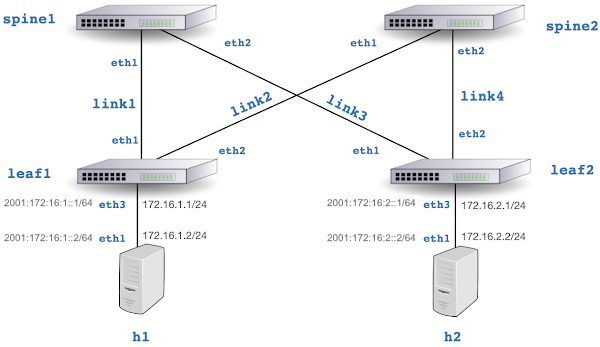 spine1
spine2
eth2
eth1
eth1
eth2
link1
link2
link3
link4
eth1
eth2
eth1
eth2
leaf1
leaf2
2001:172:16:1::1/64 eth3 172.16.1.1/24
2001:172:16:2::1/64 eth3 172.16.2.1/24
2001:172:16:1::2/64 eth1 172.16.1.2/24
2001:172:16:2::2/64 eth1 172.16.2.2/24
h1
h2